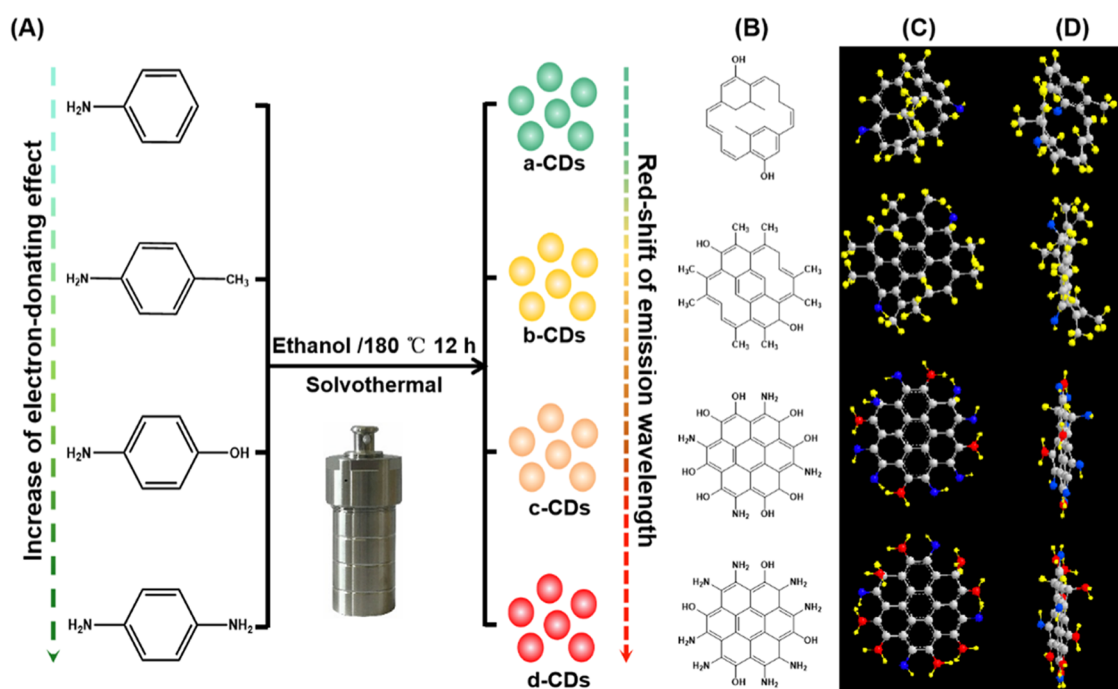 (A)
(B)
(C)
(D)
Increase of electron-donating effect
H₂N
H₂N
CH₃
H₂N
OH
H₂N
NH₂
Ethanol /180 ℃ 12 h
Solvothermal
a-CDs
b-CDs
c-CDs
d-CDs
Red-shift of emission wavelength
OH
OH
CH₃ CH₃
HO
H₃C CH₃
H₃C CH₃
OH
CH₃ CH₃
OH NH₂
HO OH
H₂N OH
HO NH₂
HO OH
NH₂ OH
NH₂ OH
H₂N NH₂
HO NH₂
H₂N OH
H₂N NH₂
OH NH₂